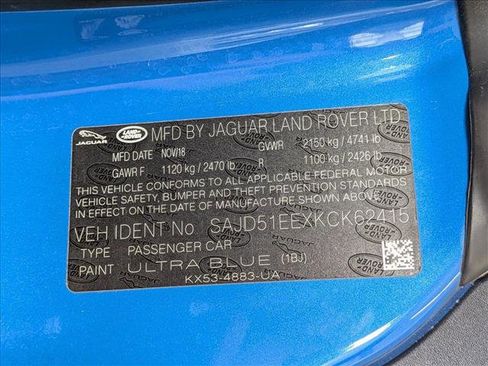 JAGUAR
LAND ROVER
MFD BY JAGUAR LAND ROVER LTD
MFD DATE NOV/18 GVWR 2150 kg / 4741 lb
GAWR F 1120 kg / 2470 lb R 1100 kg / 2426 lb
THIS VEHICLE CONFORMS TO ALL APPLICABLE FEDERAL MOTOR
VEHICLE SAFETY, BUMPER AND THEFT PREVENTION STANDARDS
IN EFFECT ON THE DATE OF MANUFACTURE SHOWN ABOVE
VEH IDENT No. SAJD51EEXKCK62415
TYPE PASSENGER CAR
PAINT ULTRA BLUE (1BJ)
KX53-4883-UA